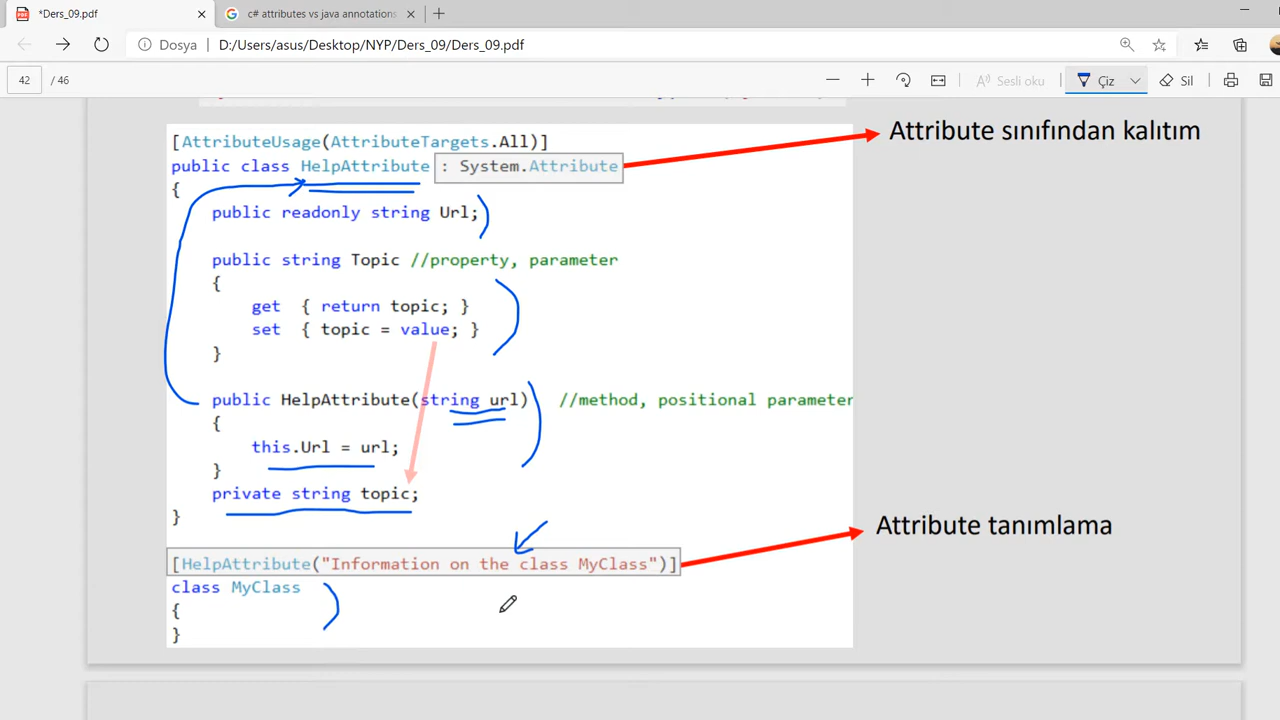 *Ders_09.pdf
c# attributes vs java annotations
Dosya
D:/Users/asus/Desktop/NYP/Ders_09/Ders_09.pdf
42 / 46
Sesli oku
Çiz
Sil
[AttributeUsage(AttributeTargets.All)]
public class HelpAttribute : System.Attribute
Attribute sınıfından kalıtım
{
public readonly string Url;
public string Topic //property, parameter
{
get { return topic; }
set { topic = value; }
}
public HelpAttribute(string url) //method, positional parameter
{
this.Url = url;
}
private string topic;
}
[HelpAttribute("Information on the class MyClass")]
Attribute tanımlama
class MyClass
{
}